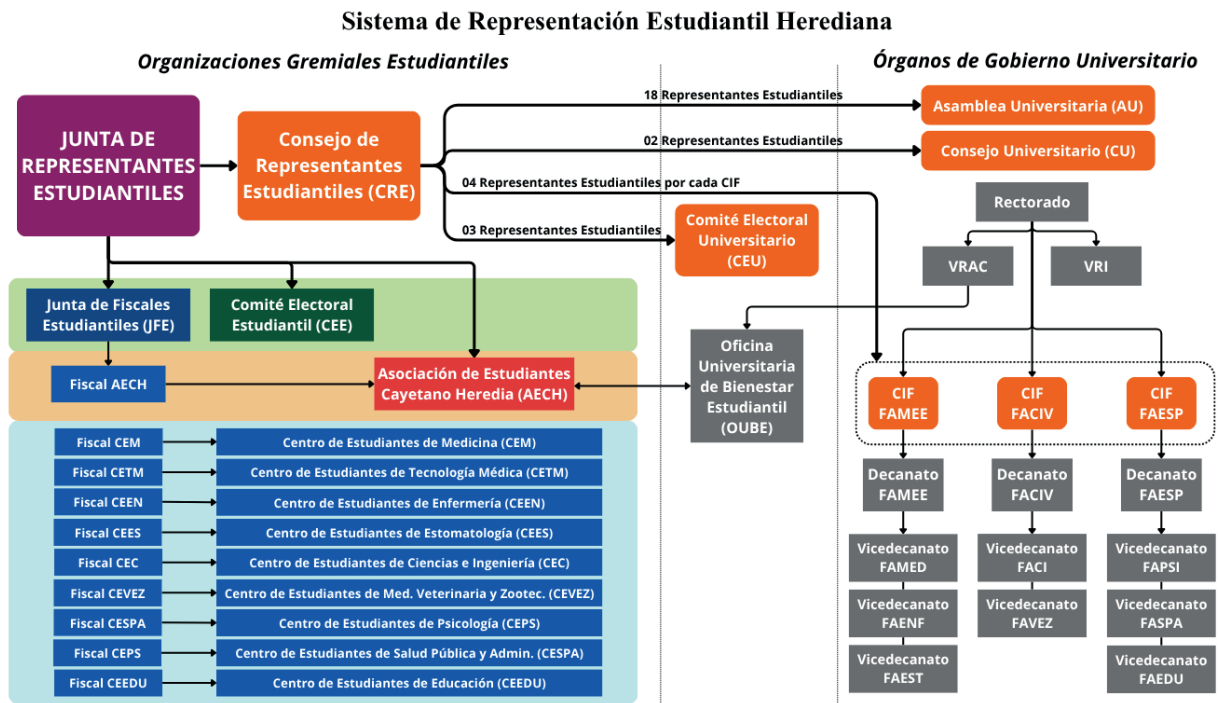 Sistema de Representación Estudiantil Herediana
Organizaciones Gremiales Estudiantiles
Órganos de Gobierno Universitario
JUNTA DE
REPRESENTANTES
ESTUDIANTILES
Consejo de
Representantes
Estudiantiles (CRE)
18 Representantes Estudiantiles
Asamblea Universitaria (AU)
02 Representantes Estudiantiles
Consejo Universitario (CU)
04 Representantes Estudiantiles por cada CIF
03 Representantes Estudiantiles
Comité Electoral
Universitario
(CEU)
Rectorado
VRAC
VRI
Junta de Fiscales
Estudiantiles (JFE)
Comité Electoral
Estudiantil (CEE)
Fiscal AECH
Asociación de Estudiantes
Cayetano Heredia (AECH)
Oficina
Universitaria
de Bienestar
Estudiantil
(OUBE)
CIF
FAMEE
CIF
FACIV
CIF
FAESP
Fiscal CEM
Centro de Estudiantes de Medicina (CEM)
Fiscal CETM
Centro de Estudiantes de Tecnología Médica (CETM)
Fiscal CEEN
Centro de Estudiantes de Enfermería (CEEN)
Fiscal CEES
Centro de Estudiantes de Estomatología (CEES)
Fiscal CEC
Centro de Estudiantes de Ciencias e Ingeniería (CEC)
Fiscal CEVEZ
Centro de Estudiantes de Med. Veterinaria y Zootec. (CEVEZ)
Fiscal CESPA
Centro de Estudiantes de Psicología (CEPS)
Fiscal CEPS
Centro de Estudiantes de Salud Pública y Admin. (CESPA)
Fiscal CEEDU
Centro de Estudiantes de Educación (CEEDU)
Decanato
FAMEE
Decanato
FACIV
Decanato
FAESP
Vicedecanato
FAMED
Vicedecanato
FACI
Vicedecanato
FAPSI
Vicedecanato
FAENF
Vicedecanato
FAVEZ
Vicedecanato
FASPA
Vicedecanato
FAEST
Vicedecanato
FAEDU